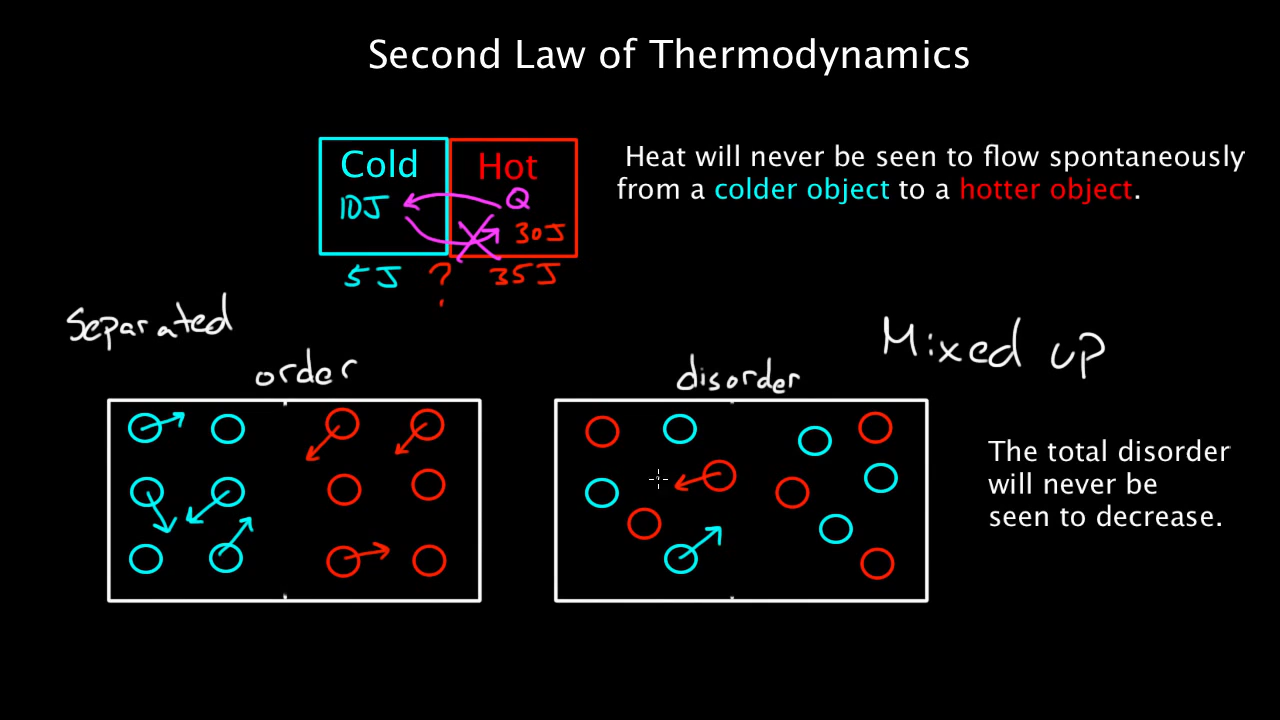 Second Law of Thermodynamics
Cold
Hot
10J
Q
30J
5J
?
35J
Heat will never be seen to flow spontaneously
from a colder object to a hotter object.
Separated
order
disorder
Mixed up
The total disorder
will never be
seen to decrease.